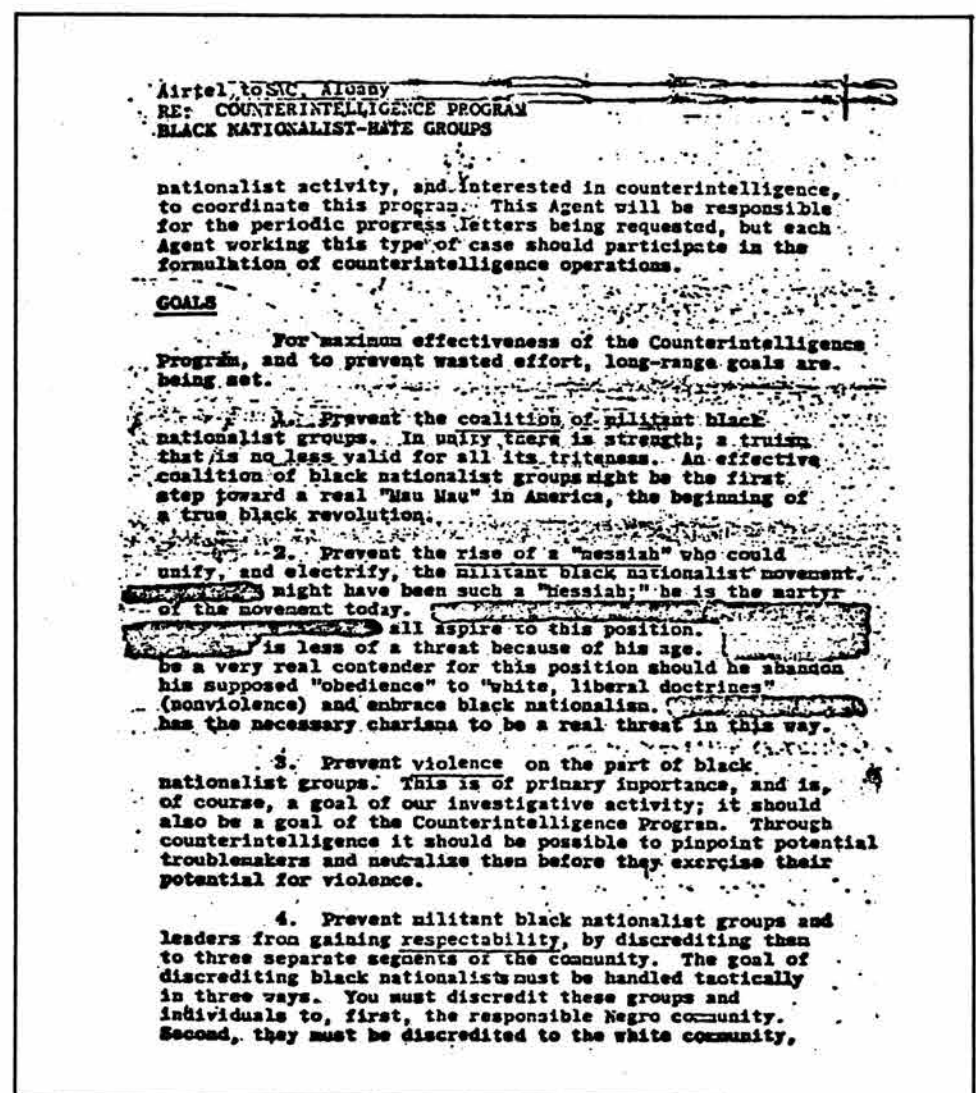 Airtel to SAC, Albany
RE: COUNTERINTELLIGENCE PROGRAM
BLACK NATIONALIST-HATE GROUPS
nationalist activity, and interested in counterintelligence,
to coordinate this program. This Agent will be responsible
for the periodic progress letters being requested, but each
Agent working this type of case should participate in the
formulation of counterintelligence operations.
GOALS
For maximum effectiveness of the Counterintelligence
Program, and to prevent wasted effort, long-range goals are
being set.
1. Prevent the coalition of militant black
nationalist groups. In unity there is strength; a truism
that is no less valid for all its triteness. An effective
coalition of black nationalist groups might be the first
step toward a real "Mau Mau" in America, the beginning of
a true black revolution.
2. Prevent the rise of a "messiah" who could
unify, and electrify, the militant black nationalist movement.
might have been such a "messiah;" he is the martyr
of the movement today.
all aspire to this position.
is less of a threat because of his age.
be a very real contender for this position should he abandon
his supposed "obedience" to "white, liberal doctrines"
(nonviolence) and embrace black nationalism.
has the necessary charisma to be a real threat in this way.
3. Prevent violence on the part of black
nationalist groups. This is of primary importance, and is,
of course, a goal of our investigative activity; it should
also be a goal of the Counterintelligence Program. Through
counterintelligence it should be possible to pinpoint potential
troublemakers and neutralize them before they exercise their
potential for violence.
4. Prevent militant black nationalist groups and
leaders from gaining respectability, by discrediting them
to three separate segments of the community. The goal of
discrediting black nationalists must be handled tactically
in three ways. You must discredit these groups and
individuals to, first, the responsible Negro community.
Second, they must be discredited to the white community,